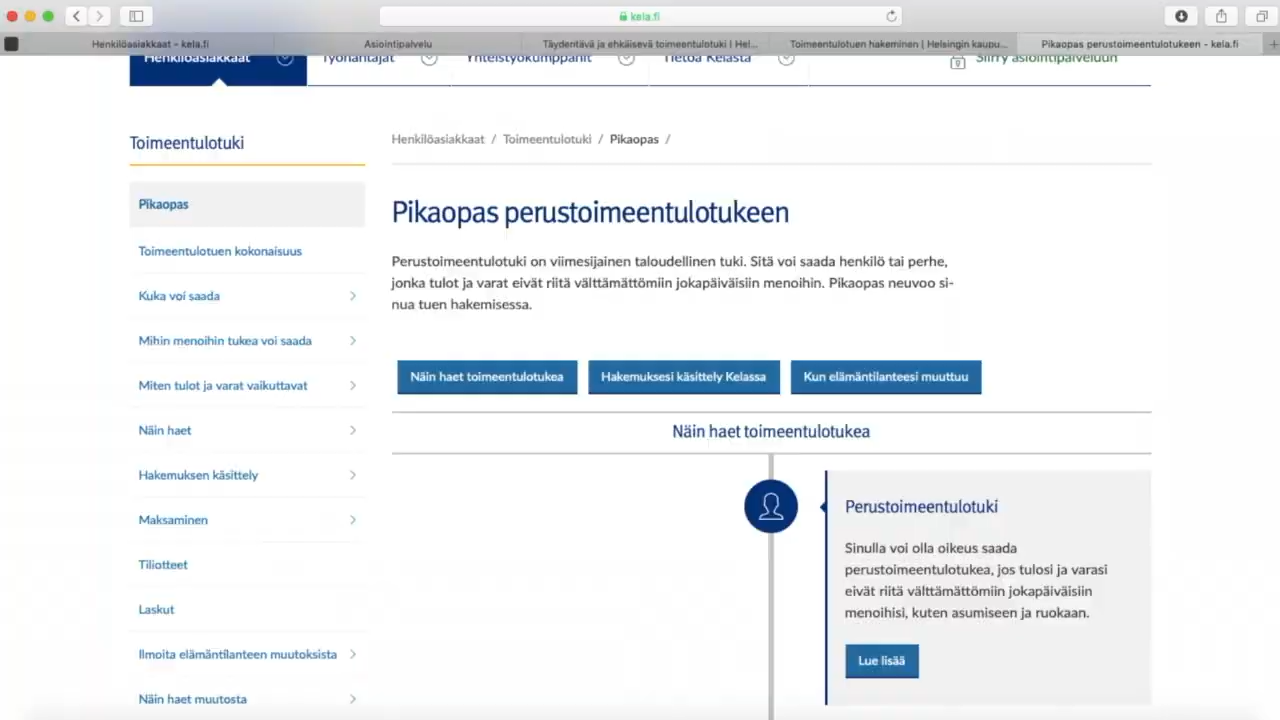 kela.fi
Henkilöasiakkaat – kela.fi
Asiointipalvelu
Täydentävä ja ehkäisevä toimeentulotuki | Hel...
Toimeentulotuen hakeminen | Helsingin kaupu...
Pikaopas perustoimeentulotukeen - kela.fi
Henkilöasiakkaat
Työnantajat
Yhteistyökumppanit
Tietoa Kelasta
Siirry asiointipalveluun
Toimeentulotuki
Henkilöasiakkaat / Toimeentulotuki / Pikaopas /
Pikaopas
Toimeentulotuen kokonaisuus
Kuka voi saada
Mihin menoihin tukea voi saada
Miten tulot ja varat vaikuttavat
Näin haet
Hakemuksen käsittely
Maksaminen
Tiliotteet
Laskut
Ilmoita elämäntilanteen muutoksista
Näin haet muutosta
Pikaopas perustoimeentulotukeen
Perustoimeentulotuki on viimesijainen taloudellinen tuki. Sitä voi saada henkilö tai perhe,
jonka tulot ja varat eivät riitä välttämättömiin jokapäiväisiin menoihin. Pikaopas neuvoo si-
nua tuen hakemisessa.
Näin haet toimeentulotukea
Hakemuksesi käsittely Kelassa
Kun elämäntilanteesi muuttuu
Näin haet toimeentulotukea
Perustoimeentulotuki
Sinulla voi olla oikeus saada
perustoimeentulotukea, jos tulosi ja varasi
eivät riitä välttämättömiin jokapäiväisiin
menoihisi, kuten asumiseen ja ruokaan.
Lue lisää